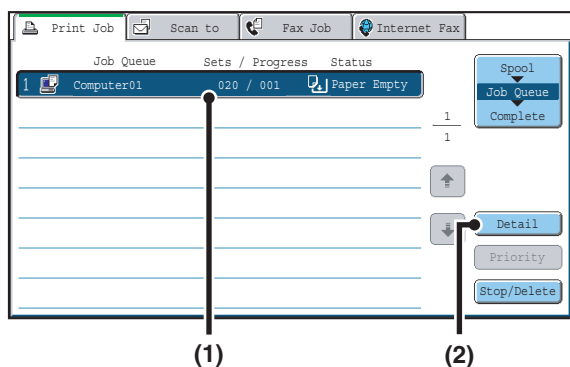 Print Job Scan to Fax Job Internet Fax
Job Queue Sets / Progress Status
1 Computer01 020 / 001 Paper Empty
Spool
Job Queue
Complete
1
1
Detail
Priority
Stop/Delete
(1) (2)